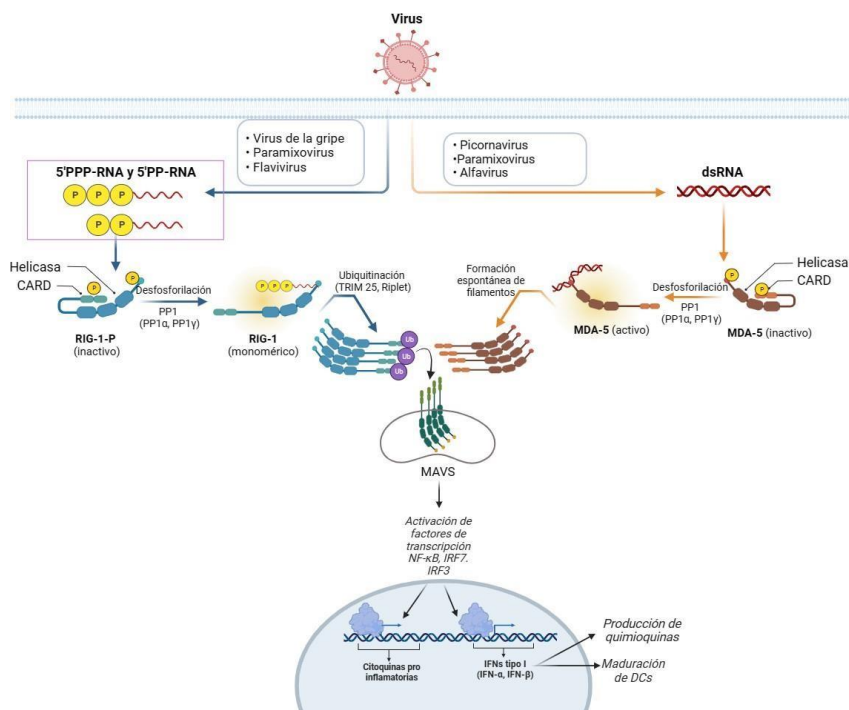 Virus
• Virus de la gripe
• Paramixovirus
• Flavivirus
• Picornavirus
•Paramixovirus
• Alfavirus
5'PPP-RNA y 5'PP-RNA
P P P
P P
dsRNA
Helicasa
CARD
P
P
Desfosforilación
PP1
(PP1α, PP1γ)
RIG-1-P
(inactivo)
P P P
RIG-1
(monomérico)
Ubiquitinación
(TRIM 25, Riplet)
Ub
Ub
Ub
Formación
espontánea de
filamentos
MDA-5 (activo)
Desfosforilación
PP1
(PP1α, PP1γ)
P
P
Helicasa
CARD
MDA-5 (inactivo)
MAVS
Activación de
factores de
transcripción
NF-κB, IRF7.
IRF3
Citoquinas pro
inflamatorias
IFNs tipo I
(IFN-α, IFN-β)
Producción de
quimioquinas
Maduración
de DCs